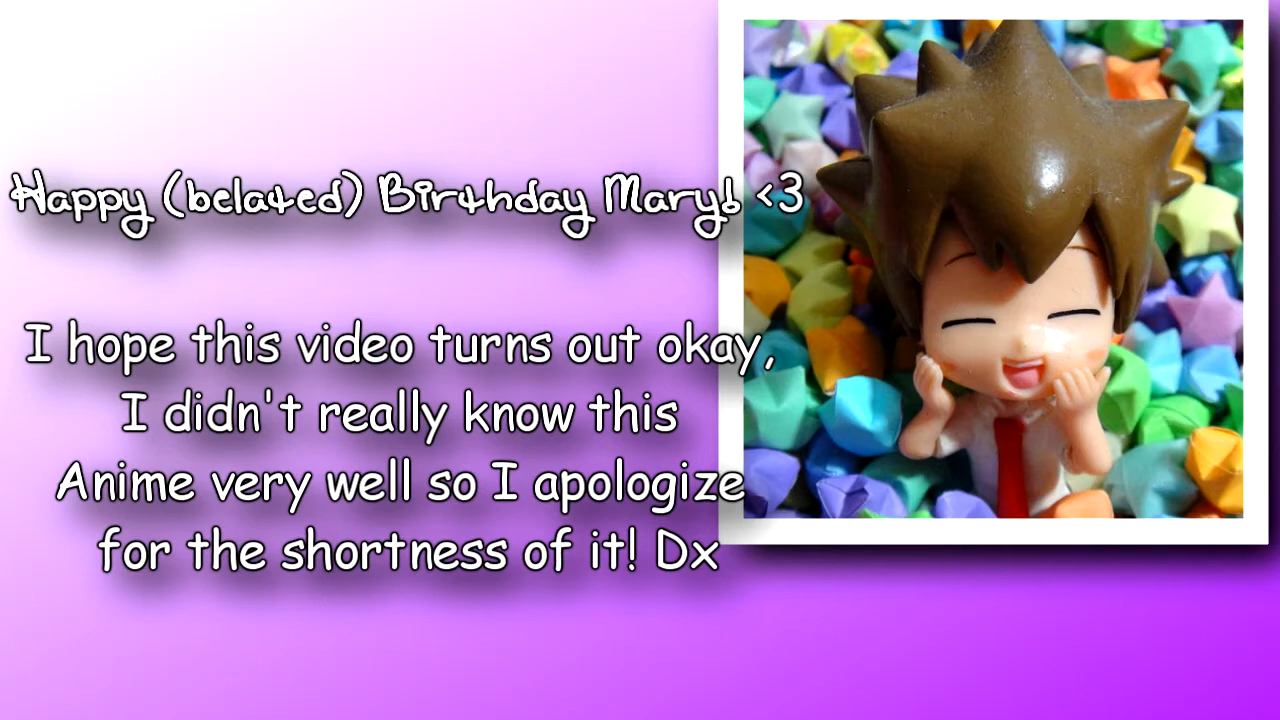 Happy (belated) Birthday Mary! <3
I hope this video turns out okay,
I didn't really know this
Anime very well so I apologize
for the shortness of it! Dx